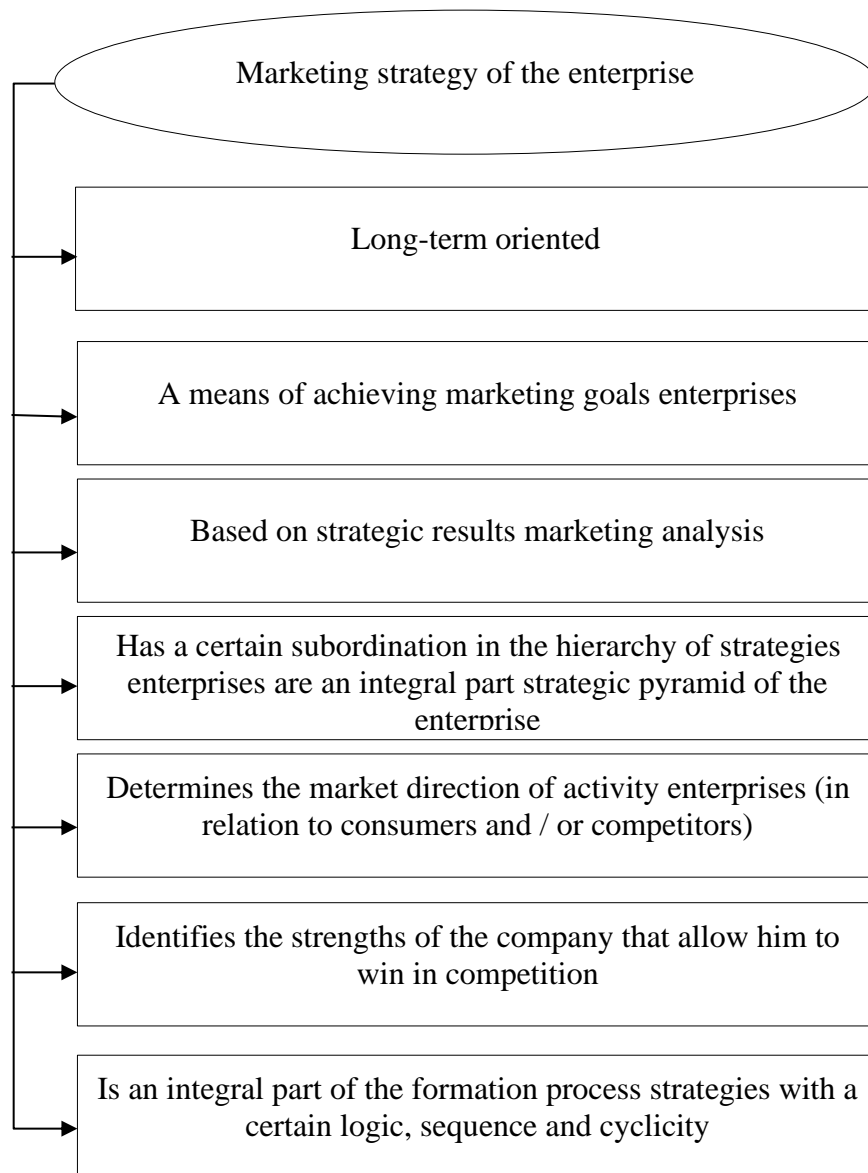 Marketing strategy of the enterprise
Long-term oriented
A means of achieving marketing goals enterprises
Based on strategic results marketing analysis
Has a certain subordination in the hierarchy of strategies
enterprises are an integral part strategic pyramid of the
enterprise
Determines the market direction of activity enterprises (in
relation to consumers and / or competitors)
Identifies the strengths of the company that allow him to
win in competition
Is an integral part of the formation process strategies with a
certain logic, sequence and cyclicity